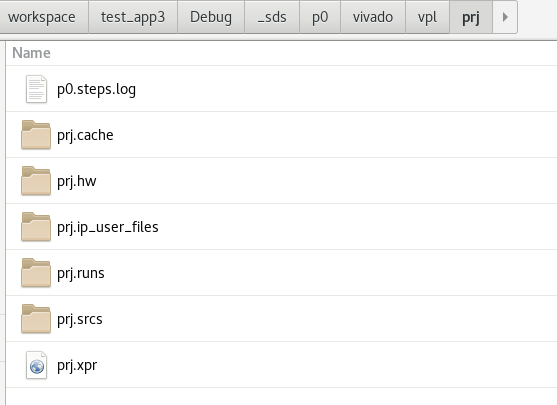 workspace test_app3 Debug _sds p0 vivado vpl prj
Name
p0.steps.log
prj.cache
prj.hw
prj.ip_user_files
prj.runs
prj.srcs
prj.xpr